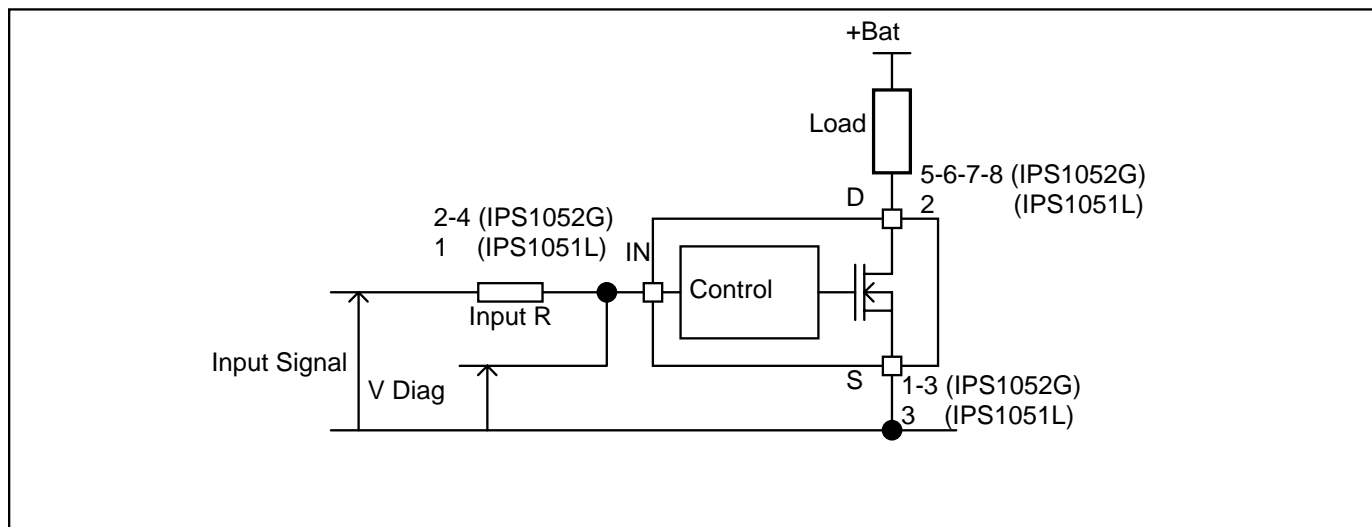 +Bat
Load
5-6-7-8 (IPS1052G)
D
2 (IPS1051L)
2-4 (IPS1052G)
1 (IPS1051L)
IN
Control
Input R
Input Signal
V Diag
S
1-3 (IPS1052G)
3 (IPS1051L)